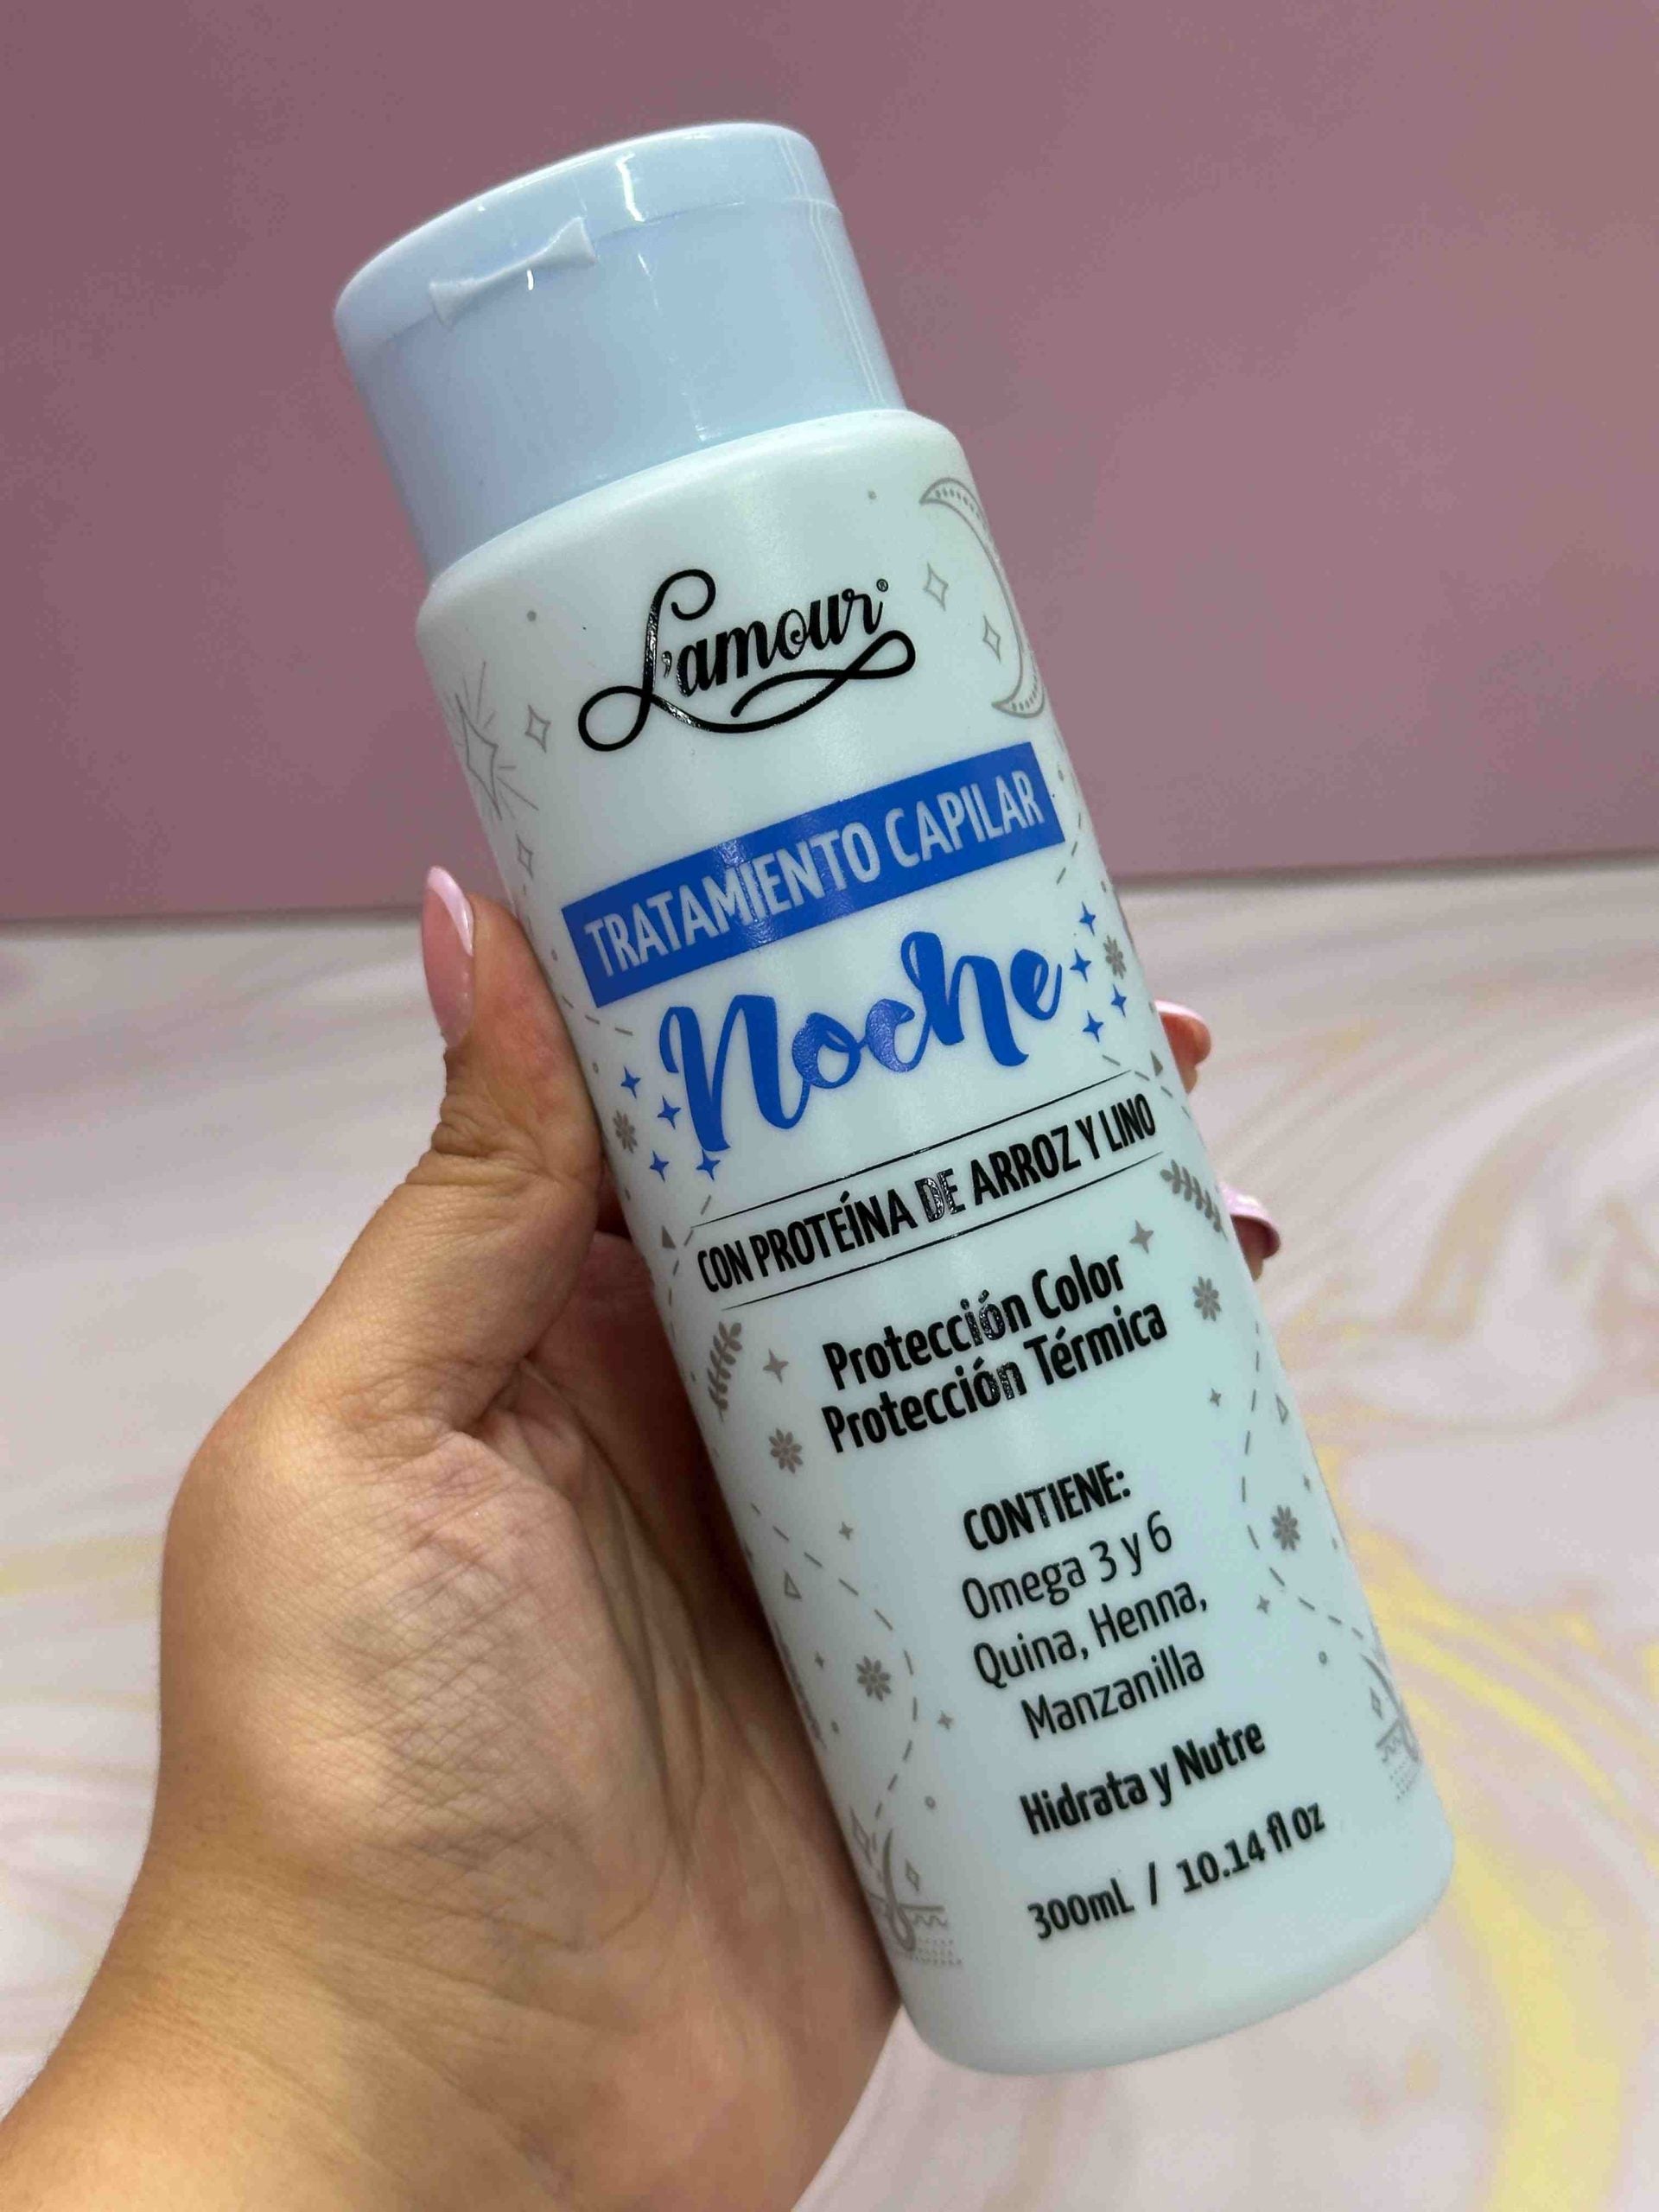 L'amour®
TRATAMIENTO CAPILAR
Noche
CON PROTEÍNA DE ARROZ Y LINO
Protección Color
Protección Térmica
CONTIENE:
Omega 3 y 6
Quina, Henna,
Manzanilla
Hidrata y Nutre
300mL / 10.14 fl oz